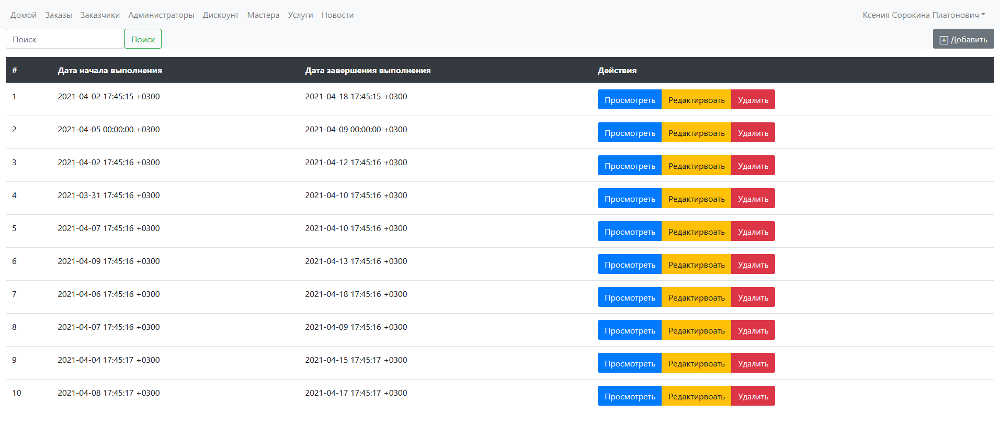 Домой Заказы Заказчики Администраторы Дискоунт Мастера Услуги Новости Ксения Сорокина Платонович
Поиск Поиск Добавить
# Дата начала выполнения Дата завершения выполнения Действия
1 2021-04-02 17:45:15 +0300 2021-04-18 17:45:15 +0300 Просмотреть Редактирвоать Удалить
2 2021-04-05 00:00:00 +0300 2021-04-09 00:00:00 +0300 Просмотреть Редактирвоать Удалить
3 2021-04-02 17:45:16 +0300 2021-04-12 17:45:16 +0300 Просмотреть Редактирвоать Удалить
4 2021-03-31 17:45:16 +0300 2021-04-10 17:45:16 +0300 Просмотреть Редактирвоать Удалить
5 2021-04-07 17:45:16 +0300 2021-04-10 17:45:16 +0300 Просмотреть Редактирвоать Удалить
6 2021-04-09 17:45:16 +0300 2021-04-13 17:45:16 +0300 Просмотреть Редактирвоать Удалить
7 2021-04-06 17:45:16 +0300 2021-04-18 17:45:16 +0300 Просмотреть Редактирвоать Удалить
8 2021-04-07 17:45:16 +0300 2021-04-09 17:45:16 +0300 Просмотреть Редактирвоать Удалить
9 2021-04-04 17:45:17 +0300 2021-04-15 17:45:17 +0300 Просмотреть Редактирвоать Удалить
10 2021-04-08 17:45:17 +0300 2021-04-17 17:45:17 +0300 Просмотреть Редактирвоать Удалить